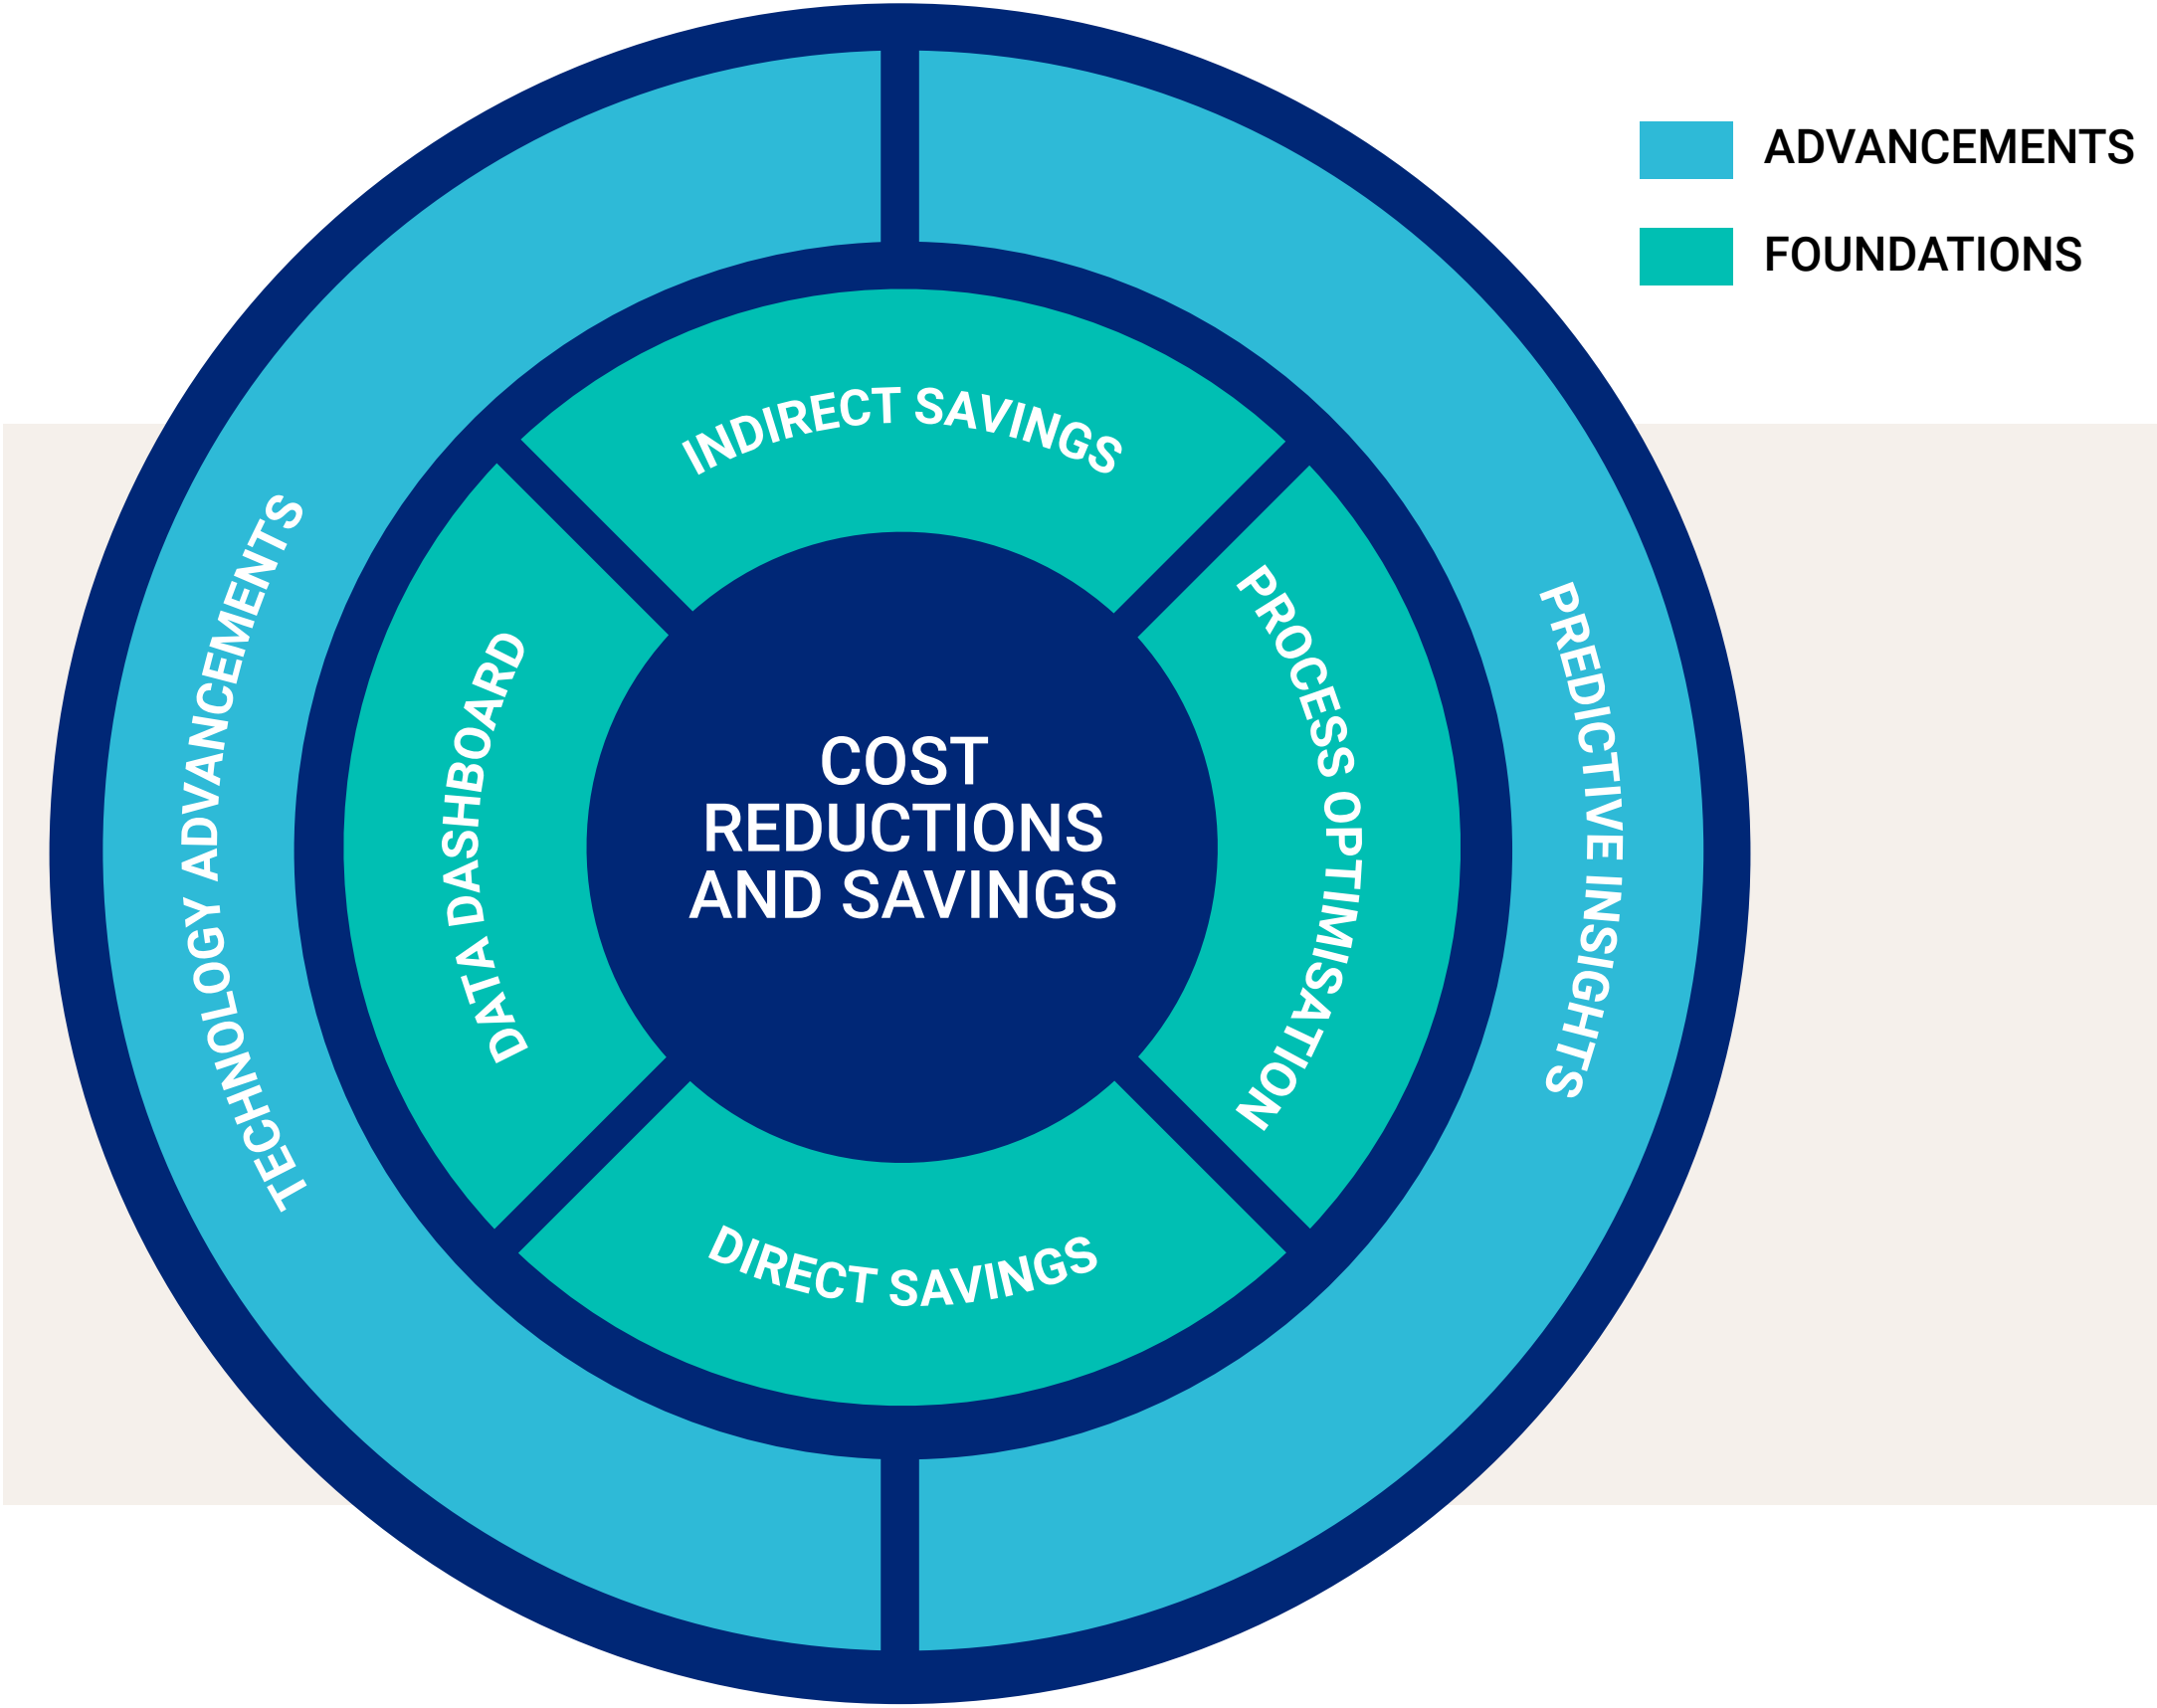 ADVANCEMENTS
FOUNDATIONS
INDIRECT SAVINGS
TECHNOLOGY ADVANCEMENTS
DATA DASHBOARD
COST
REDUCTIONS
AND SAVINGS
PROCESS OPTIMISATION
PREDICTIVE INSIGHTS
DIRECT SAVINGS